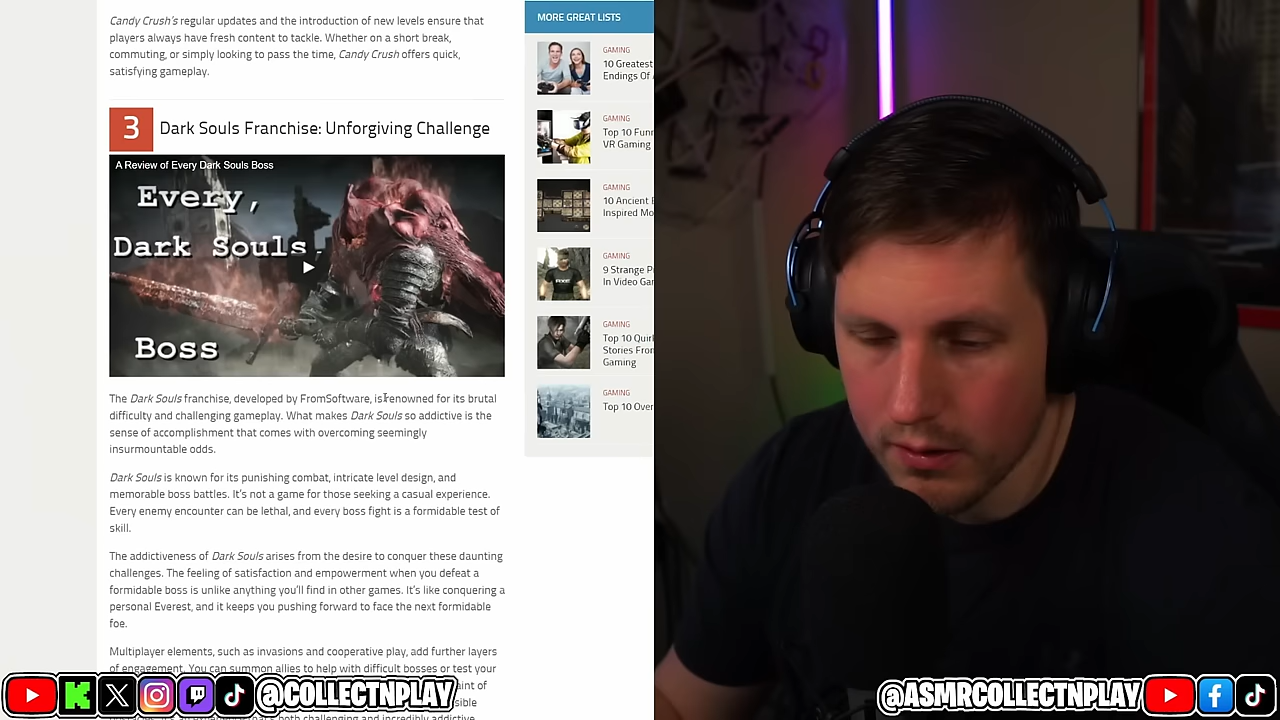 Candy Crush's regular updates and the introduction of new levels ensure that
players always have fresh content to tackle. Whether on a short break,
commuting, or simply looking to pass the time, Candy Crush offers quick,
satisfying gameplay.
3 Dark Souls Franchise: Unforgiving Challenge
A Review of Every Dark Souls Boss
Every,
Dark Souls
Boss
The Dark Souls franchise, developed by FromSoftware, is renowned for its brutal
difficulty and challenging gameplay. What makes Dark Souls so addictive is the
sense of accomplishment that comes with overcoming seemingly
insurmountable odds.
Dark Souls is known for its punishing combat, intricate level design, and
memorable boss battles. It's not a game for those seeking a casual experience.
Every enemy encounter can be lethal, and every boss fight is a formidable test of
skill.
The addictiveness of Dark Souls arises from the desire to conquer these daunting
challenges. The feeling of satisfaction and empowerment when you defeat a
formidable boss is unlike anything you'll find in other games. It's like conquering a
personal Everest, and it keeps you pushing forward to face the next formidable
foe.
Multiplayer elements, such as invasions and cooperative play, add further layers
of engagement. You can summon allies to help with difficult bosses or test your
both challenging and incredibly addictive
MORE GREAT LISTS
GAMING
10 Greatest
Endings Of
GAMING
Top 10 Funn
VR Gaming
GAMING
10 Ancient
Inspired Mo
GAMING
9 Strange P
In Video Gar
GAMING
Top 10 Quir
Stories From
Gaming
GAMING
Top 10 Over
@COLLECTNPLAY
@ASMRCOLLECTNPLAY